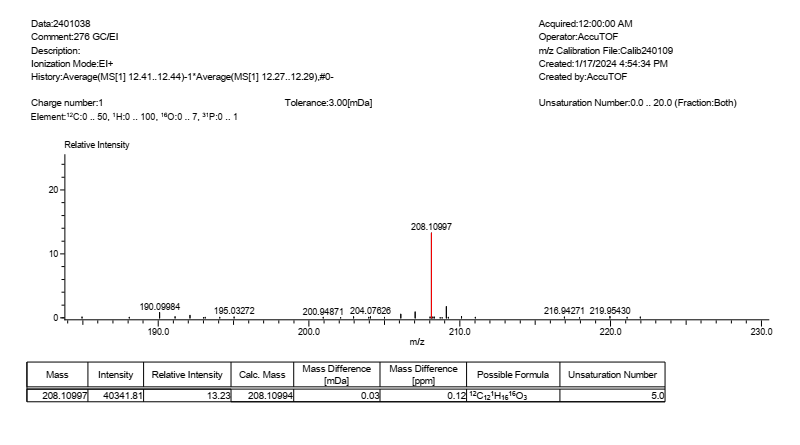 Data:2401038
Comment:276 GC/EI
Description:
Ionization Mode:EI+
History:Average(MS[1] 12.41..12.44)-1*Average(MS[1] 12.27..12.29),#0-
Acquired:12:00:00 AM
Operator:AccuTOF
m/z Calibration File:Calib240109
Created:1/17/2024 4:54:34 PM
Created by:AccuTOF
Charge number:1 Tolerance:3.00[mDa] Unsaturation Number:0.0 .. 20.0 (Fraction:Both)
Element:¹²C:0 .. 50, ¹H:0 .. 100, ¹⁶O:0 .. 7, ³¹P:0 .. 1
Relative Intensity
20
208.10997
10
190.09984 195.03272 200.94871 204.07626 216.94271 219.95430
0
190.0 200.0 210.0 220.0 230.0
m/z
Mass Intensity Relative Intensity Calc. Mass Mass Difference [mDa] Mass Difference [ppm] Possible Formula Unsaturation Number
208.10997 40341.81 13.23 208.10994 0.03 0.12 ¹²C₁₂¹H₁₆¹⁶O₃ 5.0